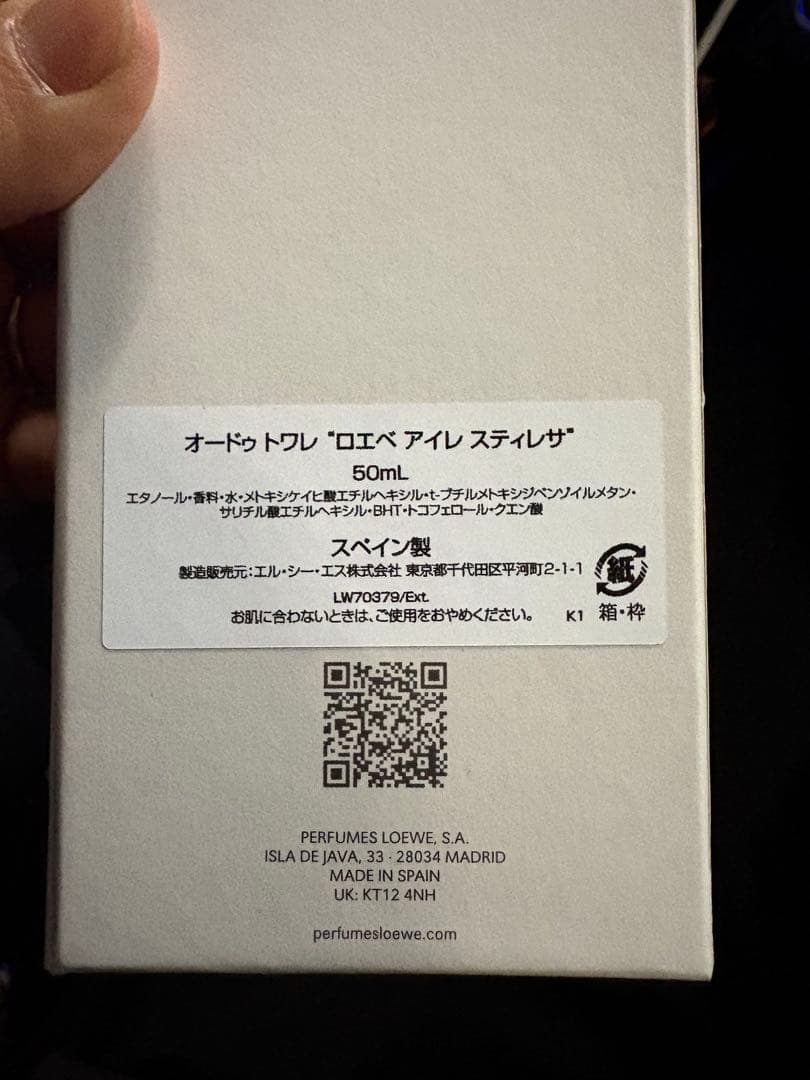 オードゥ トワレ “ロエベ アイレ スティレサ”
50mL
エタノール・香料・水・メトキシケイヒ酸エチルヘキシル・t-ブチルメトキシジベンゾイルメタン・
サリチル酸エチルヘキシル・BHT・トコフェロール・クエン酸
スペイン製
製造販売元:エル・シー・エス株式会社 東京都千代田区平河町2-1-1
紙
LW70379/Ext.
お肌に合わないときは、ご使用をおやめください。 K1 箱・枠
PERFUMES LOEWE, S.A.
ISLA DE JAVA, 33 · 28034 MADRID
MADE IN SPAIN
UK: KT12 4NH
perfumesloewe.com